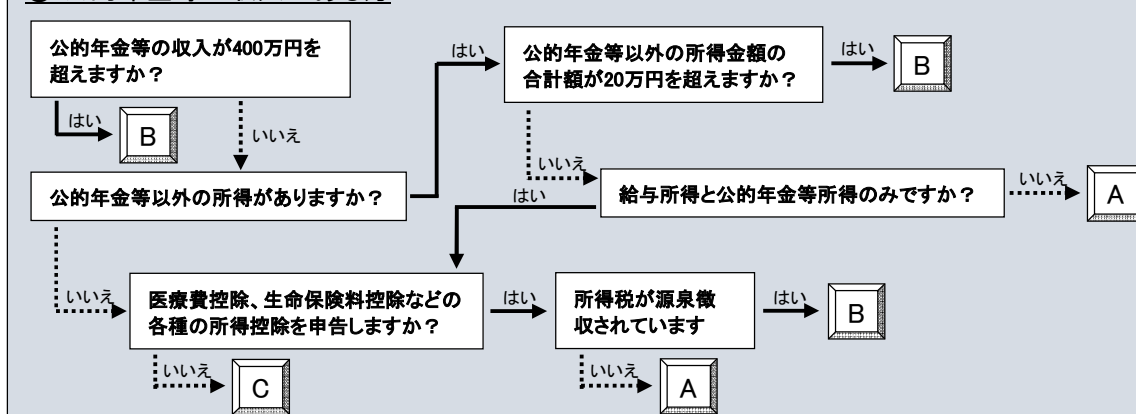 公的年金等の収入が400万円を
超えますか？
はい
B
いいえ
はい
公的年金等以外の所得金額の
合計額が20万円を超えますか？
はい
B
公的年金等以外の所得がありますか？
いいえ
はい
給与所得と公的年金等所得のみですか？
いいえ
A
いいえ
医療費控除、生命保険料控除などの
各種の所得控除を申告しますか？
はい
所得税が源泉徴
収されています
はい
B
いいえ
C
いいえ
A